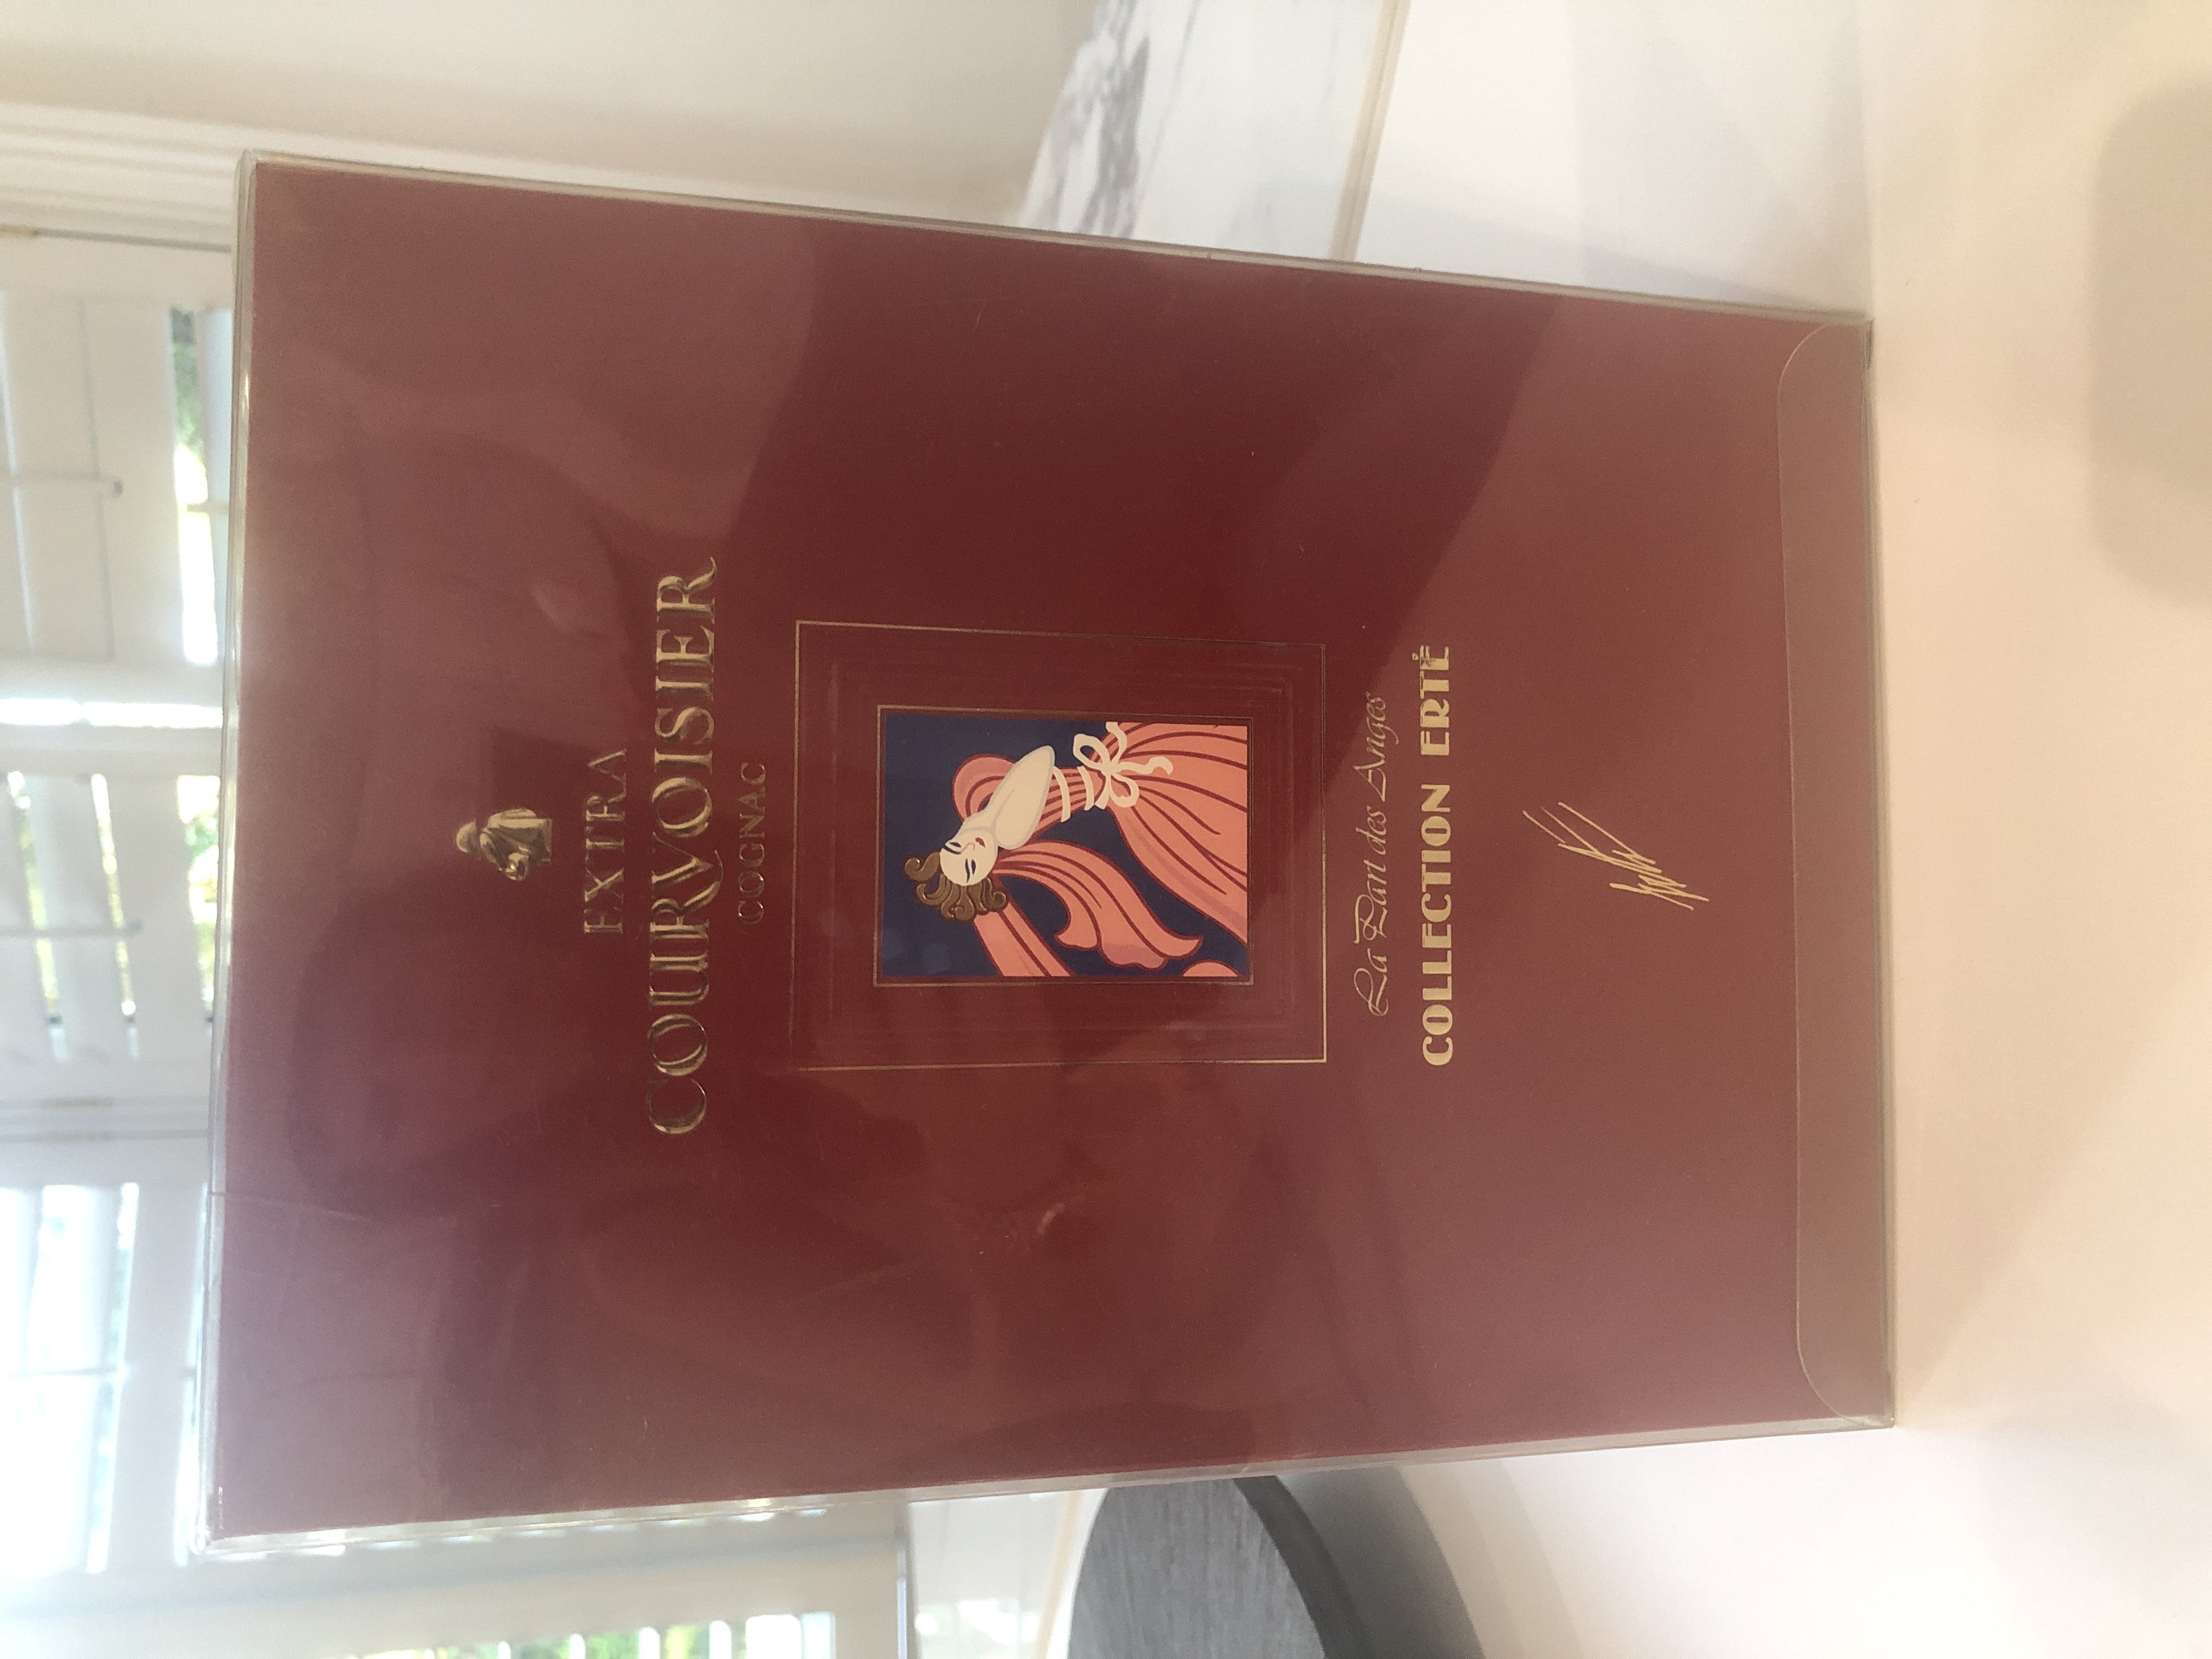 EXTRA
COURVOISIER
COGNAC
La Part des Anges
COLLECTION ERTÉ